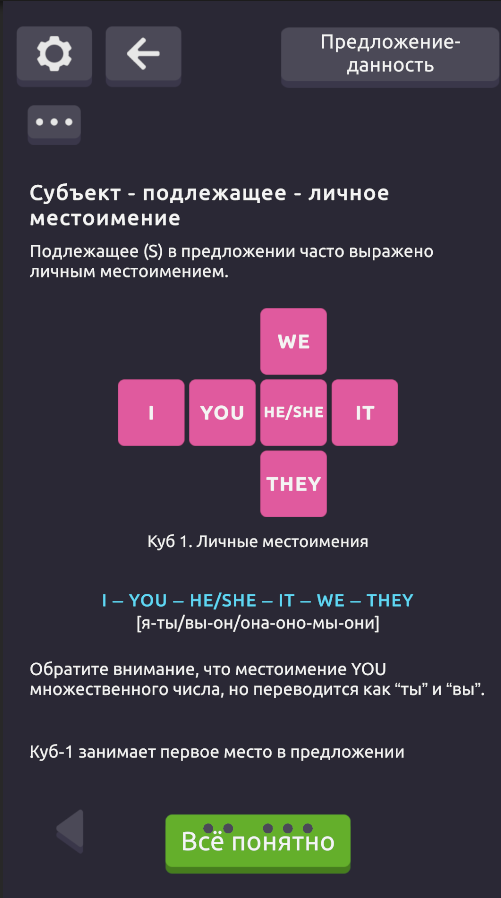 Предложение-
данность
Субъект - подлежащее - личное
местоимение
Подлежащее (S) в предложении часто выражено
личным местоимением.
WE
I YOU HE/SHE IT
THEY
Куб 1. Личные местоимения
I – YOU – HE/SHE – IT – WE – THEY
[я-ты/вы-он/она-оно-мы-они]
Обратите внимание, что местоимение YOU
множественного числа, но переводится как “ты” и “вы”.
Куб-1 занимает первое место в предложении
Всё понятно